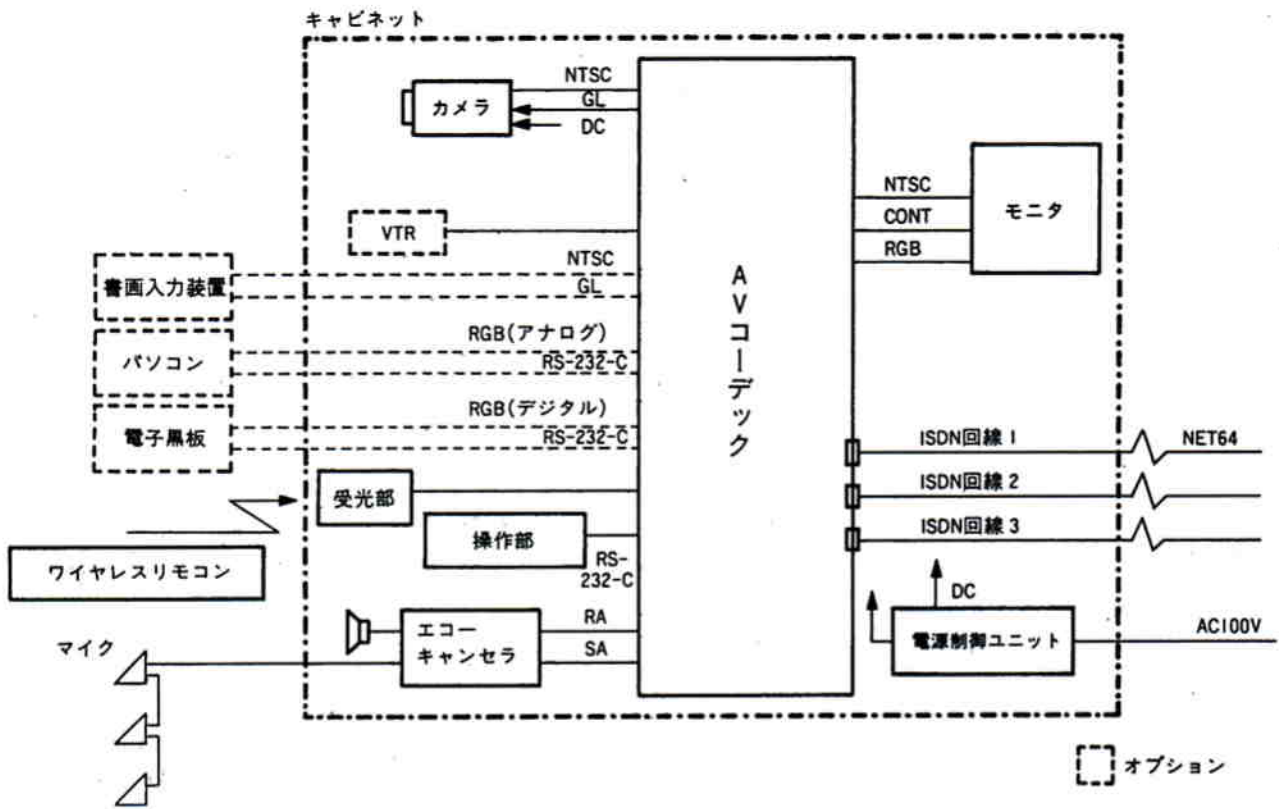 キャビネット
NTSC
カメラ
GL
DC
NTSC
モニタ
CONT
RGB
VTR
NTSC
書画入力装置
GL
AVコーデック
RGB(アナログ)
パソコン
RS-232-C
RGB(デジタル)
電子黒板
RS-232-C
ISDN回線1
NET64
受光部
ISDN回線2
操作部
ISDN回線3
RS-
232-C
ワイヤレスリモコン
DC
エコー
キャンセラ
RA
SA
電源制御ユニット
AC100V
マイク
オプション